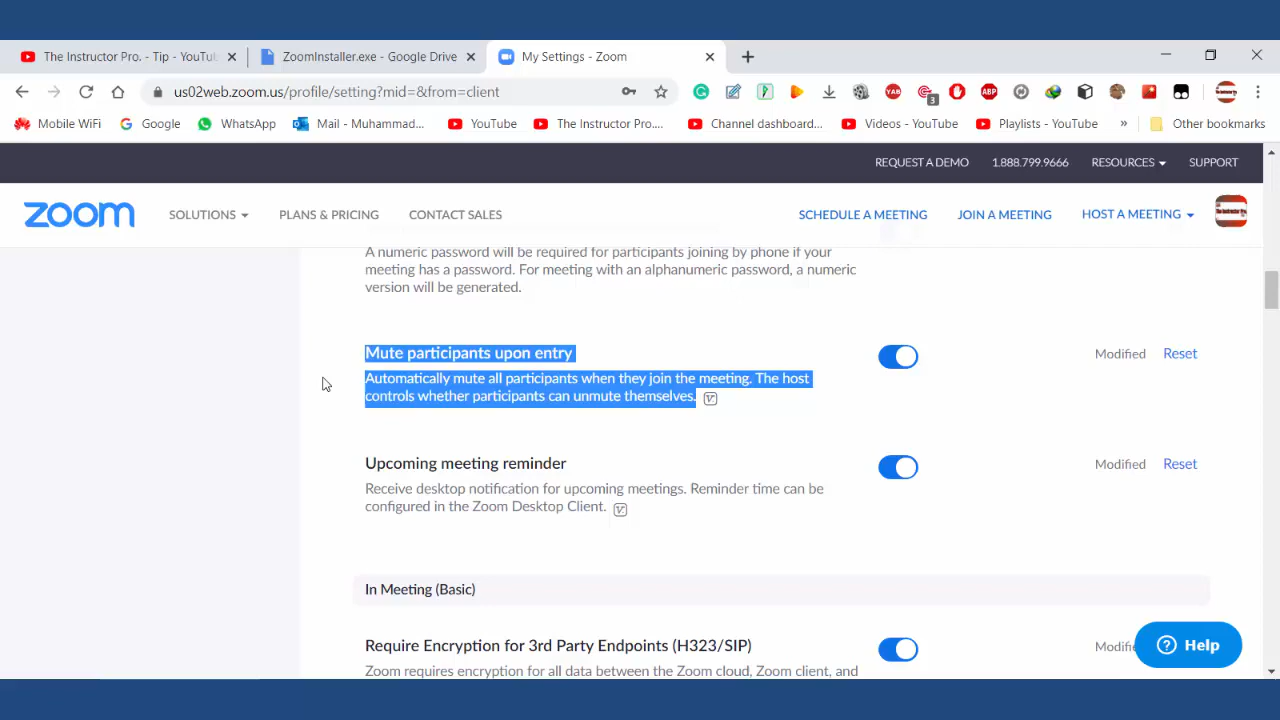 The Instructor Pro. - Tip - YouTu
ZoomInstaller.exe - Google Drive
My Settings - Zoom
us02web.zoom.us/profile/setting?mid=&from=client
YAB
3
ABP
Mobile WiFi
Google
WhatsApp
Mail - Muhammad...
YouTube
The Instructor Pro....
Channel dashboard...
Videos - YouTube
Playlists - YouTube
»
Other bookmarks
REQUEST A DEMO
1.888.799.9666
RESOURCES
SUPPORT
zoom
SOLUTIONS
PLANS & PRICING
CONTACT SALES
SCHEDULE A MEETING
JOIN A MEETING
HOST A MEETING
The Instructor Pro.
A numeric password will be required for participants joining by phone if your
meeting has a password. For meeting with an alphanumeric password, a numeric
version will be generated.
Mute participants upon entry
Modified
Reset
Automatically mute all participants when they join the meeting. The host
controls whether participants can unmute themselves.
Upcoming meeting reminder
Modified
Reset
Receive desktop notification for upcoming meetings. Reminder time can be
configured in the Zoom Desktop Client.
In Meeting (Basic)
Require Encryption for 3rd Party Endpoints (H323/SIP)
Modifi
Help
Zoom requires encryption for all data between the Zoom cloud, Zoom client, and